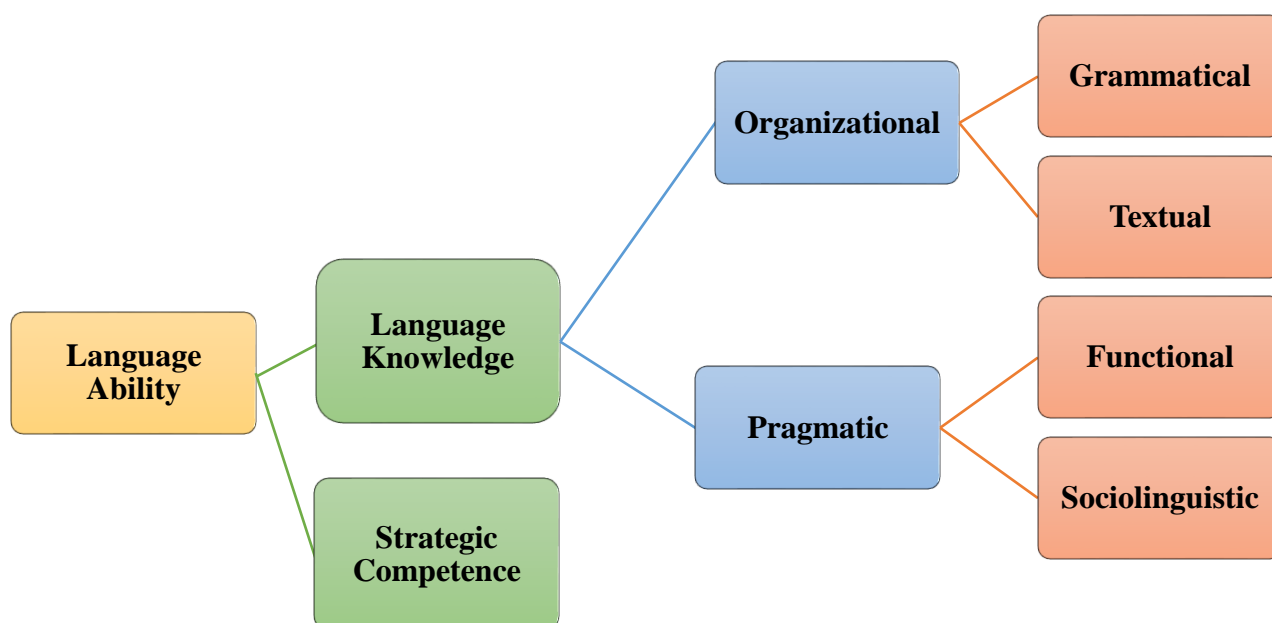 Language
Ability
Language
Knowledge
Strategic
Competence
Organizational
Pragmatic
Grammatical
Textual
Functional
Sociolinguistic